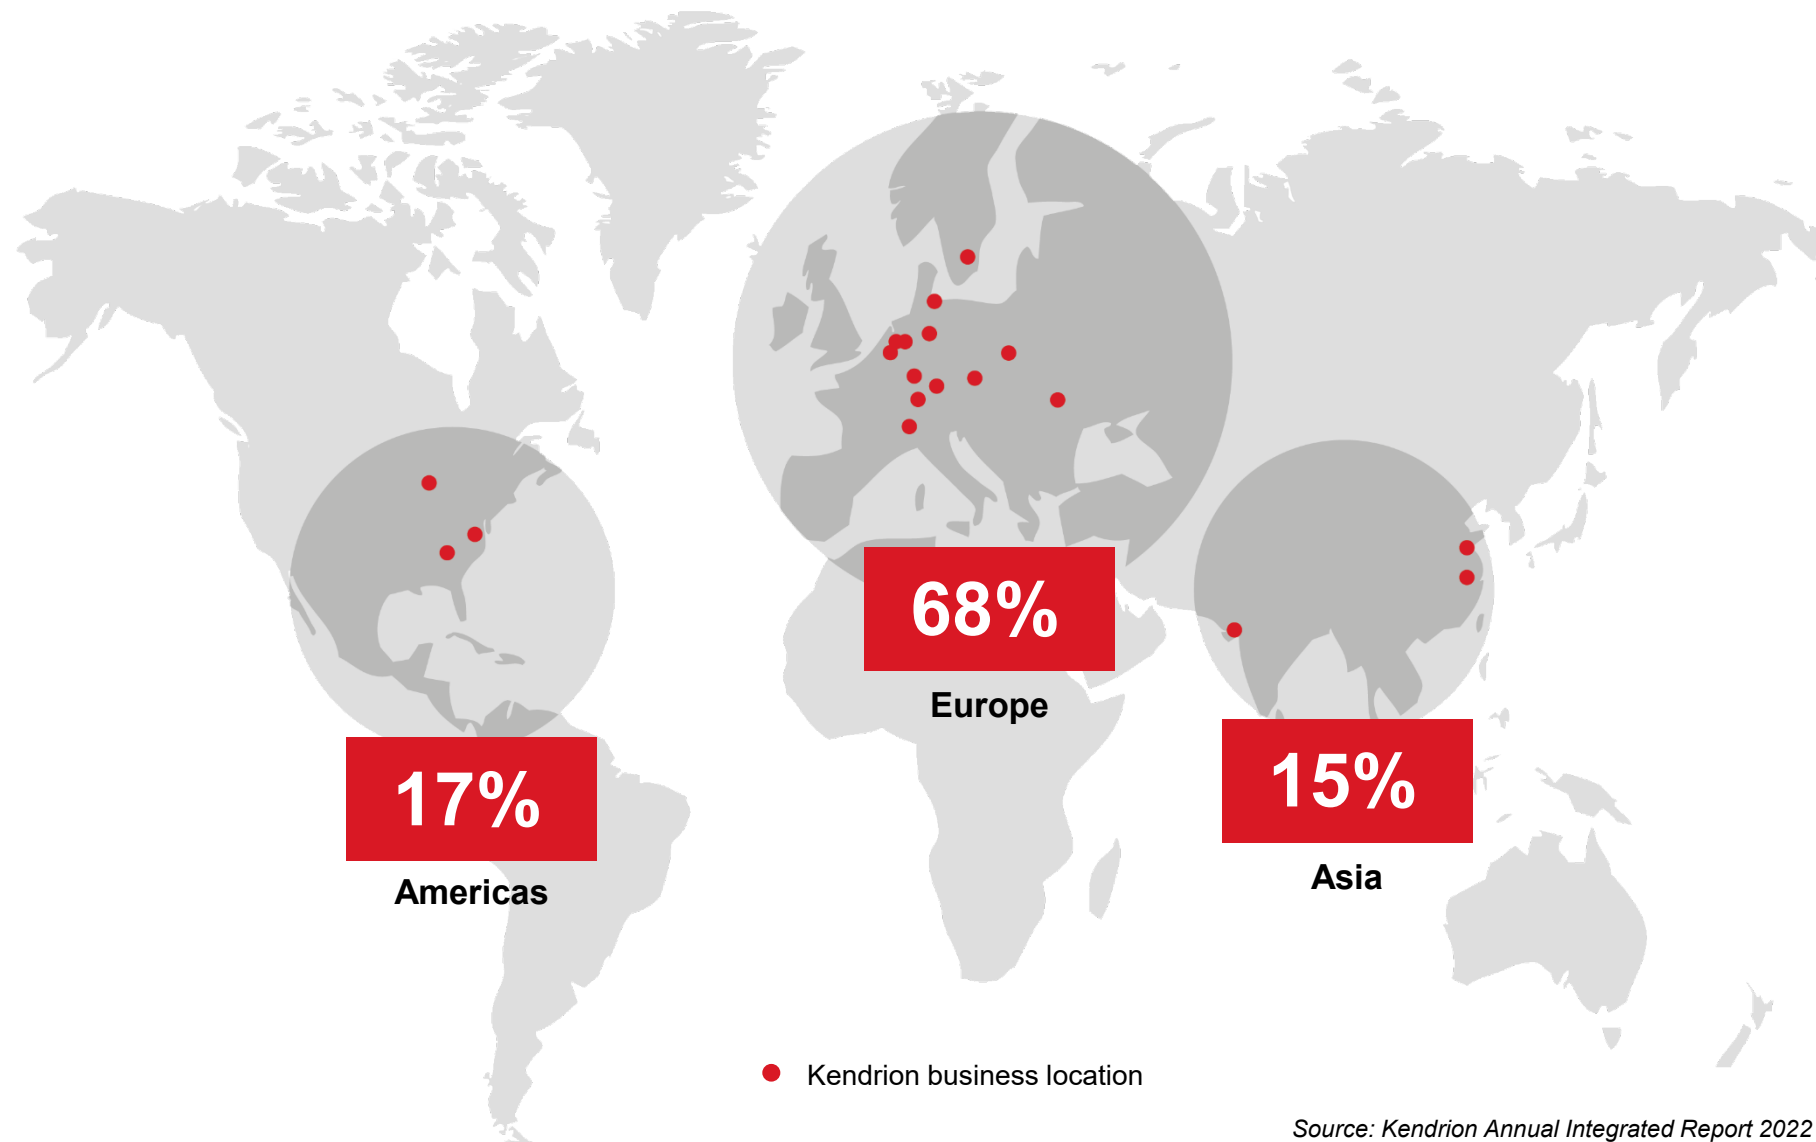 68%
Europe
17%
Americas
15%
Asia
Kendrion business location
Source: Kendrion Annual Integrated Report 2022